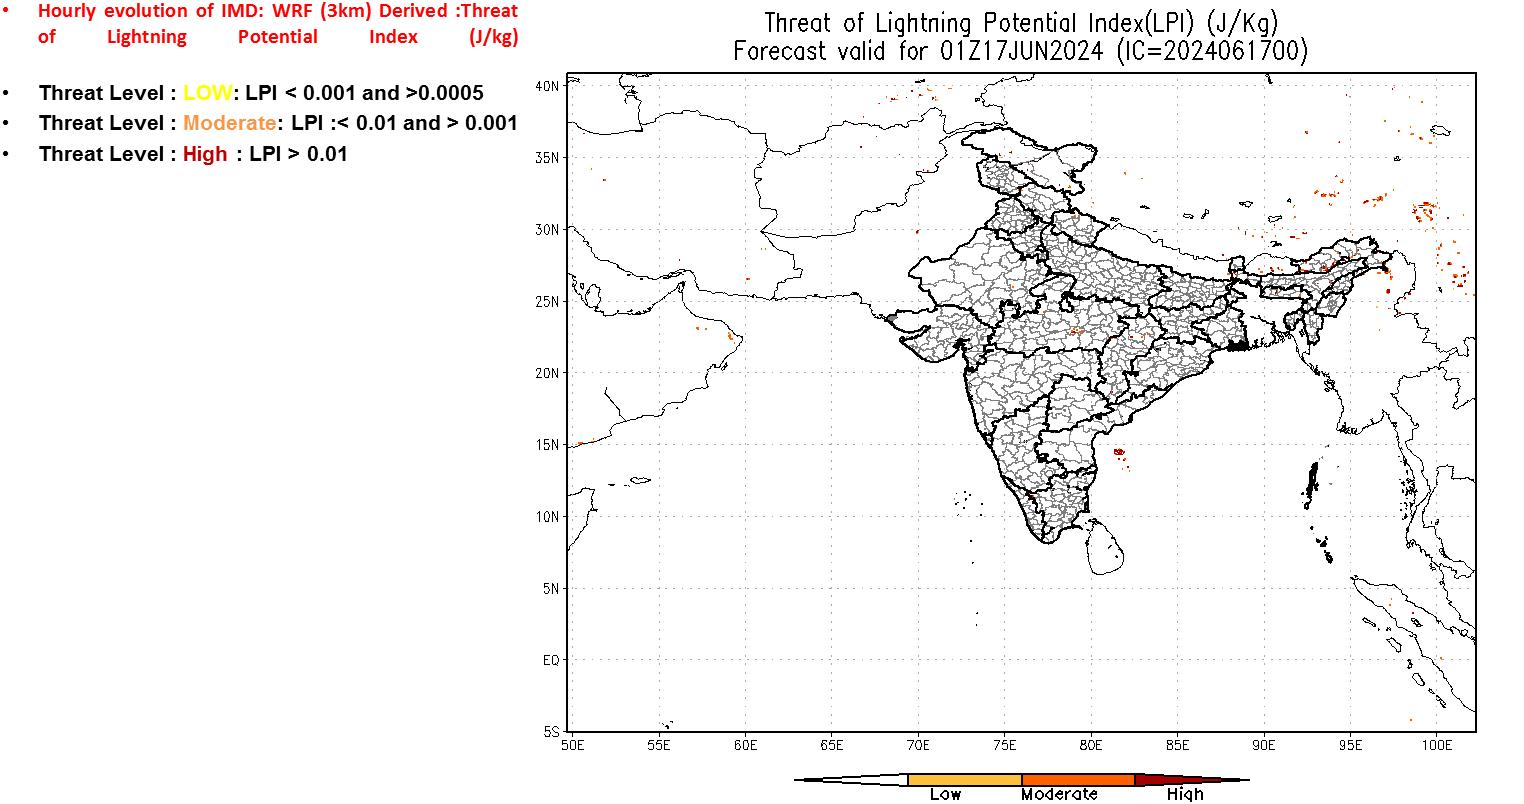 • Hourly evolution of IMD: WRF (3km) Derived :Threat
of Lightning Potential Index (J/kg)
• Threat Level : LOW: LPI < 0.001 and >0.0005
• Threat Level : Moderate: LPI :< 0.01 and > 0.001
• Threat Level : High : LPI > 0.01
Threat of Lightning Potential Index(LPI) (J/Kg)
Forecast valid for 01Z17JUN2024 (IC=2024061700)
40N
35N
30N
25N
20N
15N
10N
5N
EQ
5S
50E 55E 60E 65E 70E 75E 80E 85E 90E 95E 100E
Low Moderate High